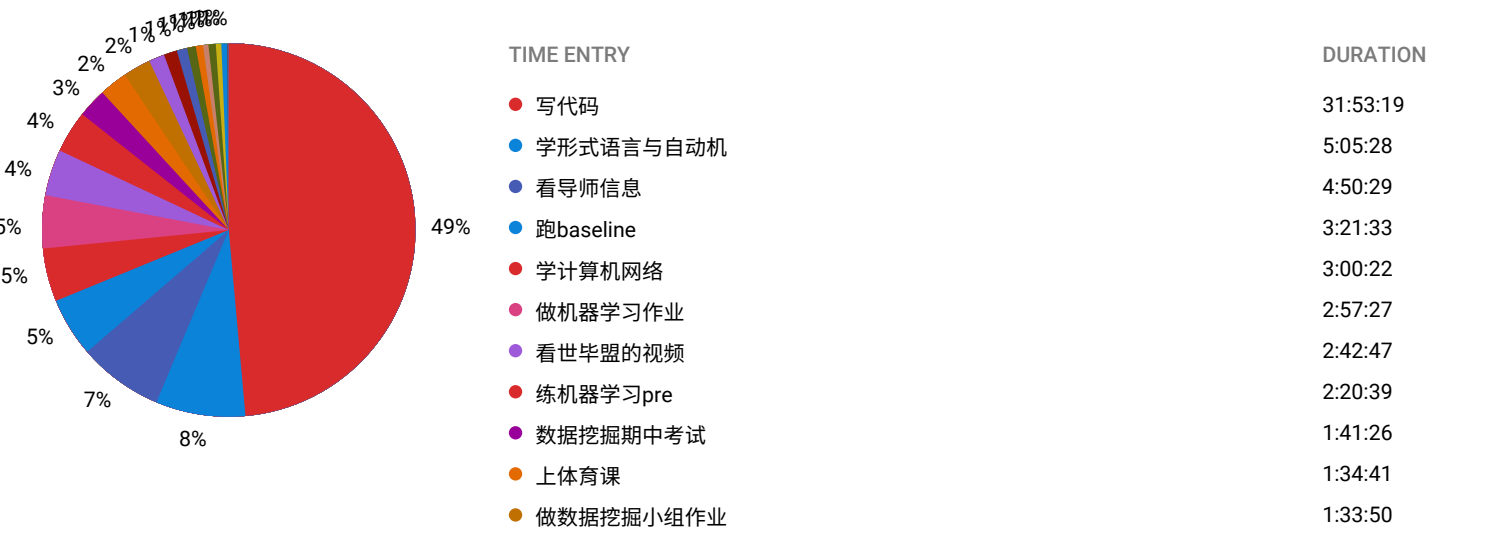 1%
2%
2%
3%
4%
4%
5%
5%
5%
7%
8%
49%
TIME ENTRY DURATION
写代码 31:53:19
学形式语言与自动机 5:05:28
看导师信息 4:50:29
跑baseline 3:21:33
学计算机网络 3:00:22
做机器学习作业 2:57:27
看世毕盟的视频 2:42:47
练机器学习pre 2:20:39
数据挖掘期中考试 1:41:26
上体育课 1:34:41
做数据挖掘小组作业 1:33:50